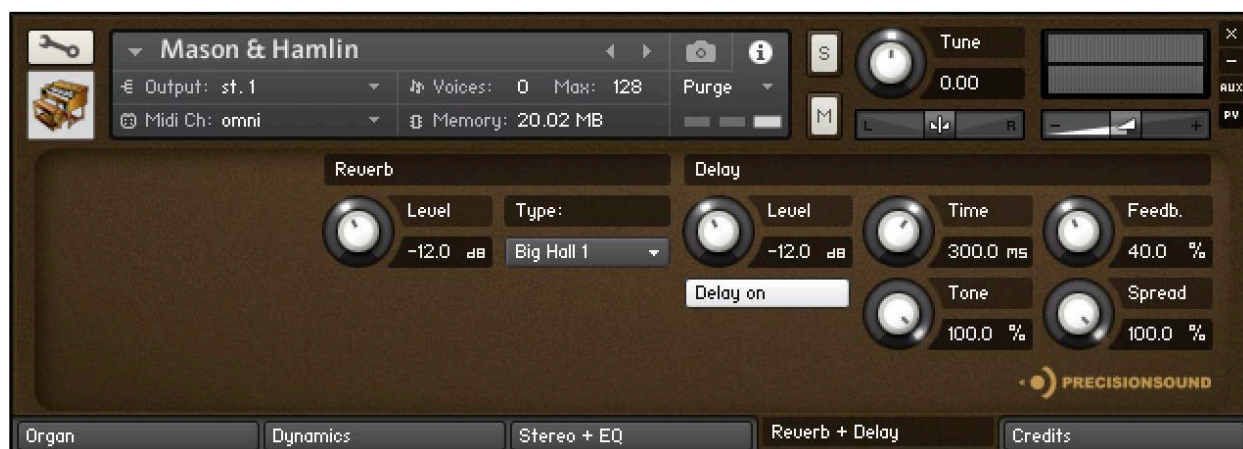 Mason & Hamlin
i
S
Tune
0.00
X
–
AUX
PV
Output: st. 1
Voices: 0 Max: 128
Purge
Midi Ch: omni
Memory: 20.02 MB
M
L R
- +
Reverb
Delay
Level
Type:
Level
Time
Feedb.
-12.0 dB
Big Hall 1
-12.0 dB
300.0 ms
40.0 %
Delay on
Tone
Spread
100.0 %
100.0 %
PRECISIONSOUND
Organ
Dynamics
Stereo + EQ
Reverb + Delay
Credits